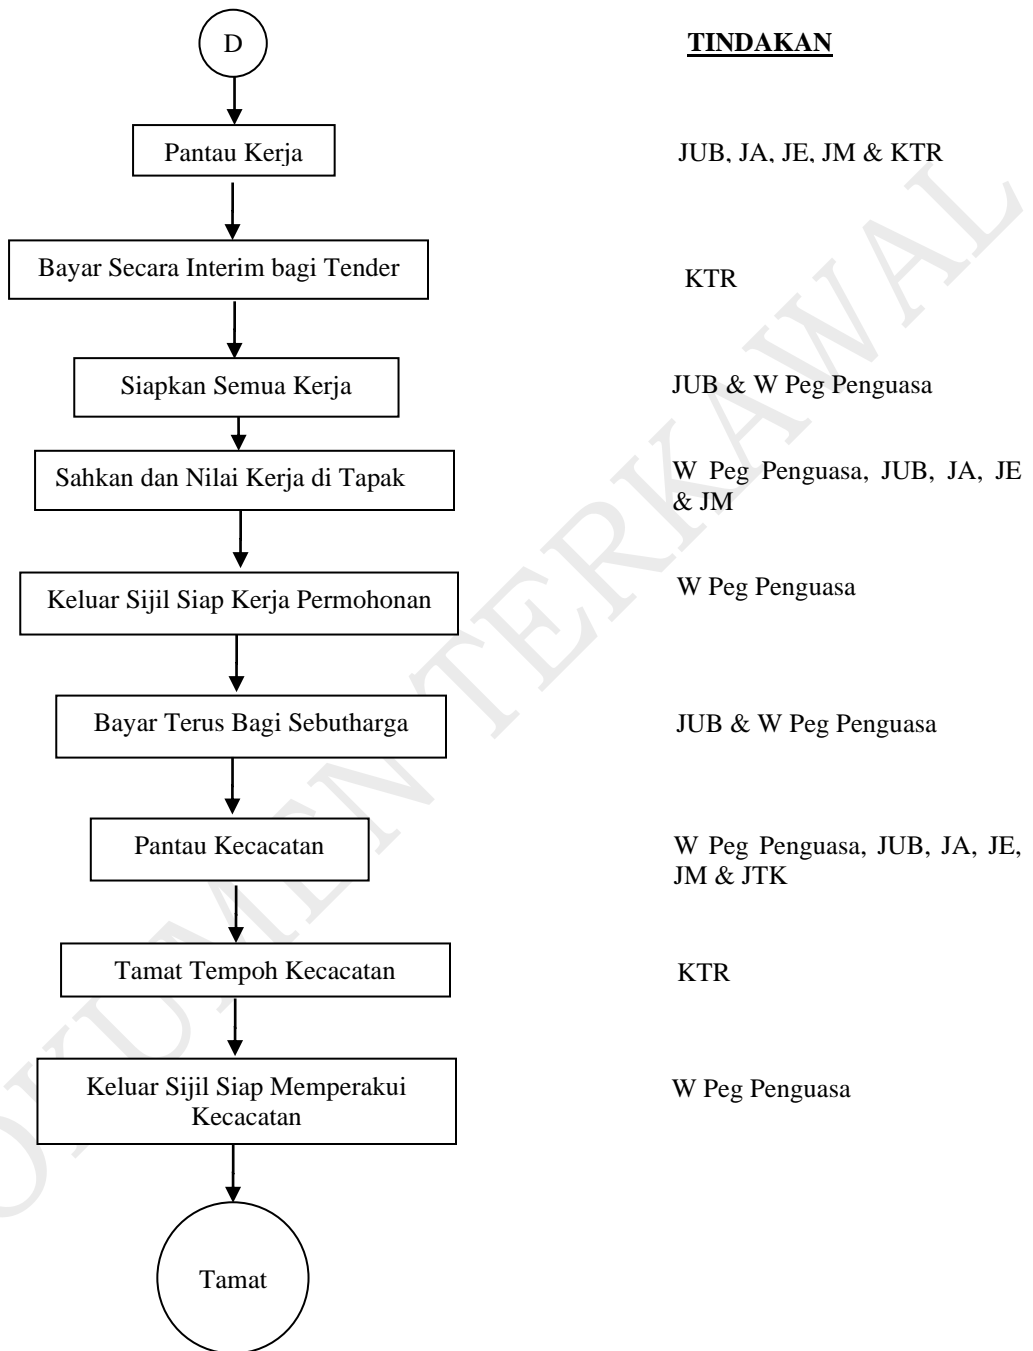 D
TINDAKAN
Pantau Kerja
JUB, JA, JE, JM & KTR
Bayar Secara Interim bagi Tender
KTR
Siapkan Semua Kerja
JUB & W Peg Penguasa
Sahkan dan Nilai Kerja di Tapak
W Peg Penguasa, JUB, JA, JE
& JM
Keluar Sijil Siap Kerja Permohonan
W Peg Penguasa
Bayar Terus Bagi Sebutharga
JUB & W Peg Penguasa
Pantau Kecacatan
W Peg Penguasa, JUB, JA, JE,
JM & JTK
Tamat Tempoh Kecacatan
KTR
Keluar Sijil Siap Memperakui
Kecacatan
W Peg Penguasa
Tamat
OKUMEN TERKAWAL